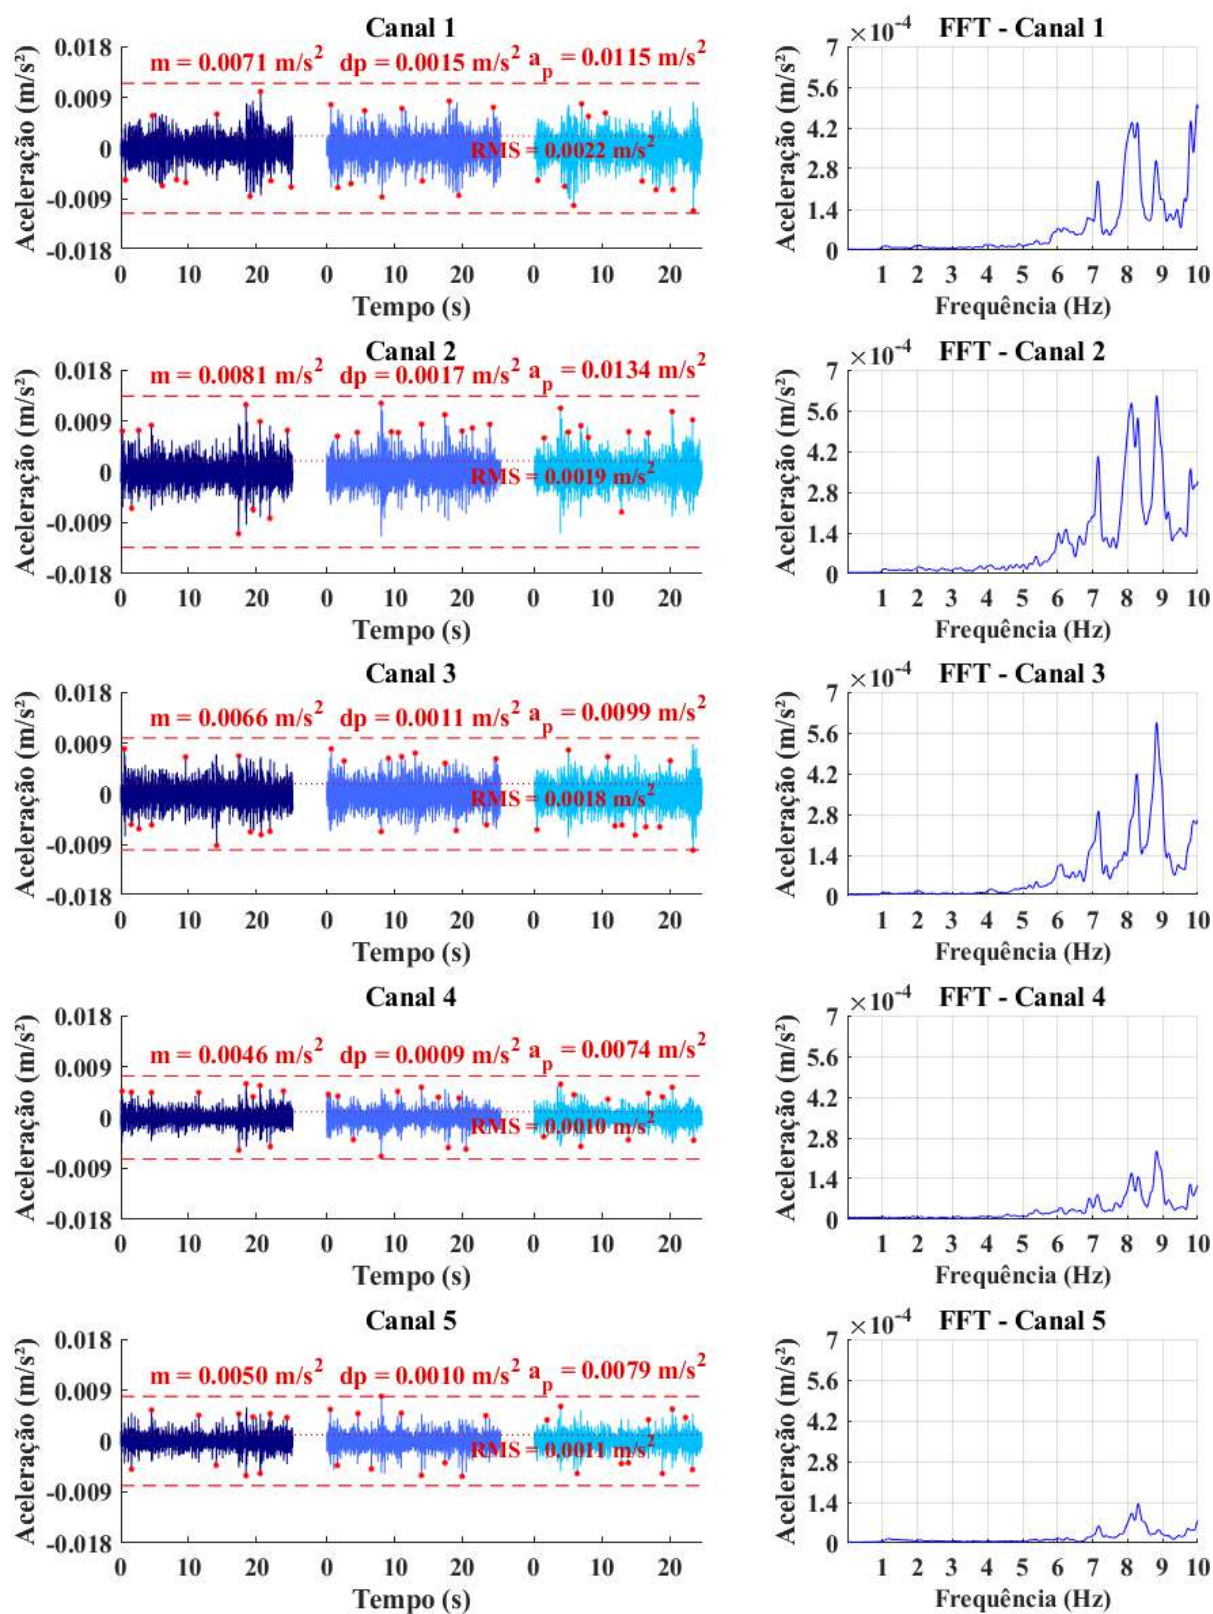 Canal 1
m = 0.0071 m/s² dp = 0.0015 m/s² a_p = 0.0115 m/s²
RMS = 0.0022 m/s²
Aceleração (m/s²)
0.018
0.009
0
-0.009
-0.018
0 20 0 10 20 0 10 20
Tempo (s)
×10⁻⁴ FFT - Canal 1
Aceleração (m/s²)
7
5.6
4.2
2.8
1.4
0
1 2 3 4 5 6 7 8 9 10
Frequência (Hz)
Canal 2
m = 0.0081 m/s² dp = 0.0017 m/s² a_p = 0.0134 m/s²
RMS = 0.0019 m/s²
Aceleração (m/s²)
0.018
0.009
0
-0.009
-0.018
0 20 0 10 20 0 10 20
Tempo (s)
×10⁻⁴ FFT - Canal 2
Aceleração (m/s²)
7
5.6
4.2
2.8
1.4
0
1 2 3 4 5 6 7 8 9 10
Frequência (Hz)
Canal 3
m = 0.0066 m/s² dp = 0.0011 m/s² a_p = 0.0099 m/s²
RMS = 0.0018 m/s²
Aceleração (m/s²)
0.018
0.009
0
-0.009
-0.018
0 20 0 10 20 0 10 20
Tempo (s)
×10⁻⁴ FFT - Canal 3
Aceleração (m/s²)
7
5.6
4.2
2.8
1.4
0
1 2 3 4 5 6 7 8 9 10
Frequência (Hz)
Canal 4
m = 0.0046 m/s² dp = 0.0009 m/s² a_p = 0.0074 m/s²
RMS = 0.0010 m/s²
Aceleração (m/s²)
0.018
0.009
0
-0.009
-0.018
0 20 0 10 20 0 10 20
Tempo (s)
×10⁻⁴ FFT - Canal 4
Aceleração (m/s²)
7
5.6
4.2
2.8
1.4
0
1 2 3 4 5 6 7 8 9 10
Frequência (Hz)
Canal 5
m = 0.0050 m/s² dp = 0.0010 m/s² a_p = 0.0079 m/s²
RMS = 0.0011 m/s²
Aceleração (m/s²)
0.018
0.009
0
-0.009
-0.018
0 20 0 10 20 0 10 20
Tempo (s)
×10⁻⁴ FFT - Canal 5
Aceleração (m/s²)
7
5.6
4.2
2.8
1.4
0
1 2 3 4 5 6 7 8 9 10
Frequência (Hz)